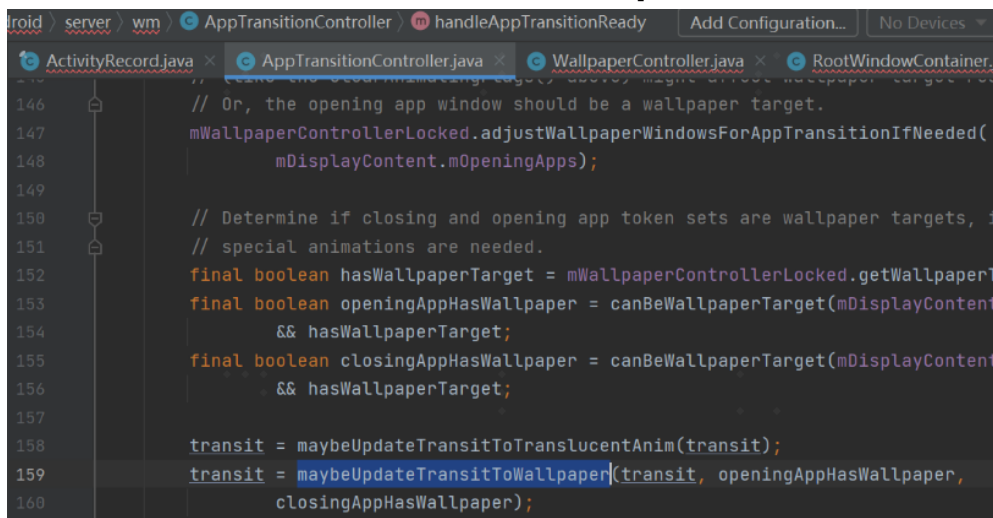 droid > server > wm > AppTransitionController > handleAppTransitionReady Add Configuration... No Devices
ActivityRecord.java × AppTransitionController.java × WallpaperController.java × RootWindowContainer.
146 // Or, the opening app window should be a wallpaper target.
147 mWallpaperControllerLocked.adjustWallpaperWindowsForAppTransitionIfNeeded(
148 mDisplayContent.mOpeningApps);
149
150 // Determine if closing and opening app token sets are wallpaper targets, i
151 // special animations are needed.
152 final boolean hasWallpaperTarget = mWallpaperControllerLocked.getWallpaperT
153 final boolean openingAppHasWallpaper = canBeWallpaperTarget(mDisplayContent
154 && hasWallpaperTarget;
155 final boolean closingAppHasWallpaper = canBeWallpaperTarget(mDisplayContent
156 && hasWallpaperTarget;
157
158 transit = maybeUpdateTransitToTranslucentAnim(transit);
159 transit = maybeUpdateTransitToWallpaper(transit, openingAppHasWallpaper,
160 closingAppHasWallpaper);